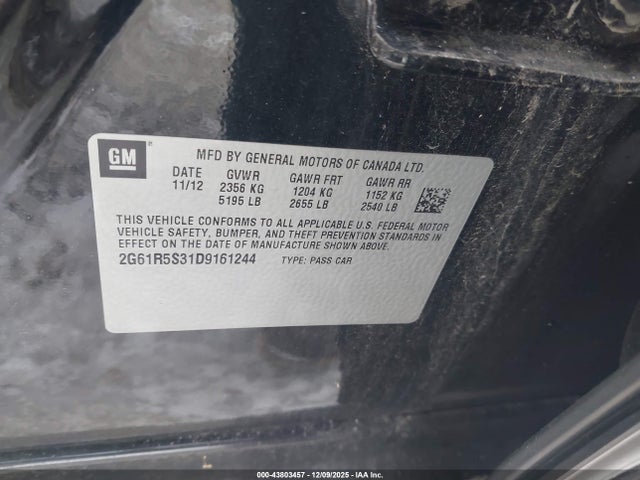 GM
MFD BY GENERAL MOTORS OF CANADA LTD.
DATE GVWR GAWR FRT GAWR RR
11/12 2356 KG 1204 KG 1152 KG
5195 LB 2655 LB 2540 LB
THIS VEHICLE CONFORMS TO ALL APPLICABLE U.S. FEDERAL MOTOR
VEHICLE SAFETY, BUMPER, AND THEFT PREVENTION STANDARDS IN
EFFECT ON THE DATE OF MANUFACTURE SHOWN ABOVE.
2G61R5S31D9161244 TYPE: PASS CAR
000-43803457 • 12/09/2025 • IAA Inc.